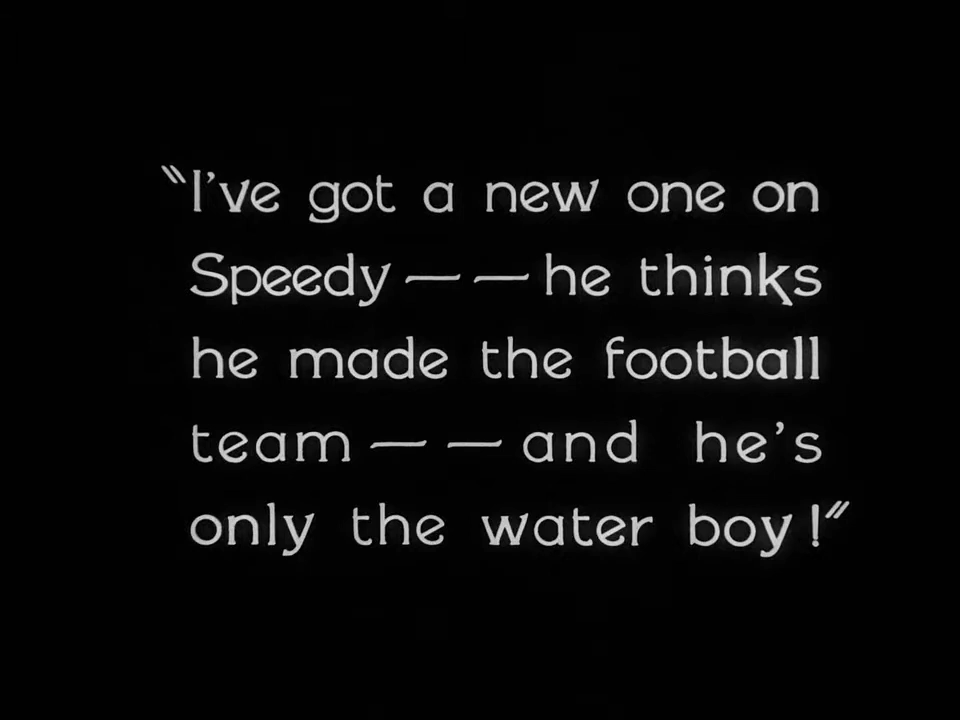 "I've got a new one on
Speedy — — he thinks
he made the football
team — — and he's
only the water boy!"